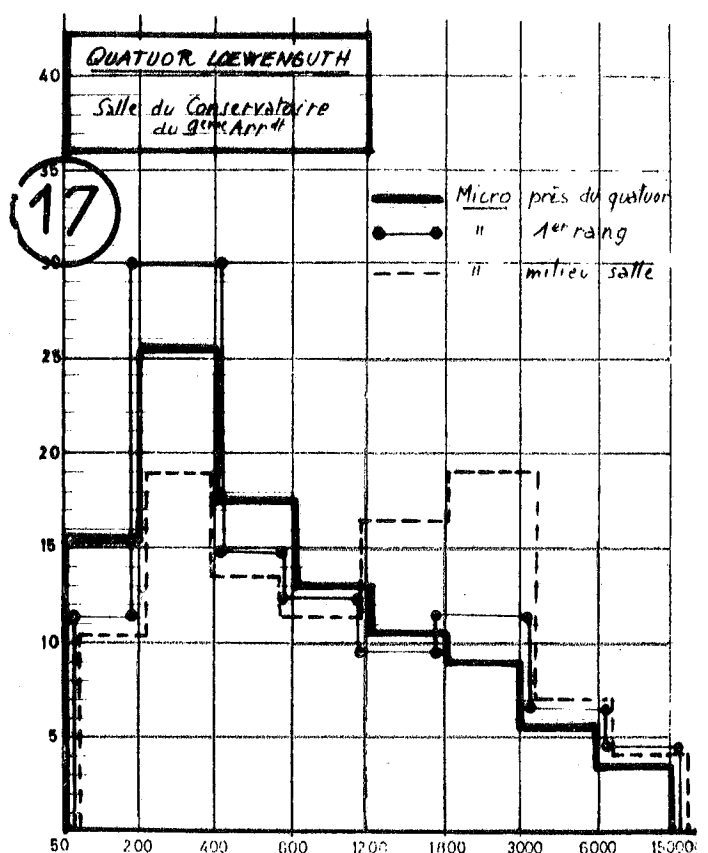 QUATUOR LOEWENGUTH
Salle du Conservatoire
du 9ème Arrdt
17
Micro près du quatuor
" 1er rang
" milieu salle
40
35
30
25
20
15
10
5
50 200 400 800 1200 1800 3000 6000 15000